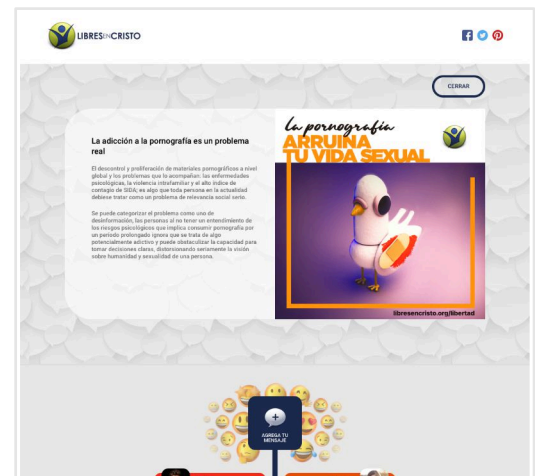 LIBRESENCRISTO
CERRAR
La adicción a la pornografía es un problema
real
El descontrol y proliferación de materiales pornográficos a nivel
global y los problemas que la acompañan: las enfermedades
psicológicas, la violencia intrafamiliar y el alto índice de
contagio de SIDA; es algo que toda persona en la actualidad
debiese tratar como un problema de relevancia social serio.
Se puede categorizar el problema como uno de
desinformación, las personas al no tener un entendimiento de
los riesgos psicológicos que implica consumir pornografía por
un período prolongado ignora que se trata de algo
potencialmente adictivo y puede obstaculizar la capacidad para
tomar decisiones claras, distorsionando seriamente la visión
sobre humanidad y sexualidad de una persona.
la pornografía
ARRUINA
TU VIDA SEXUAL
libresencristo.org/libertad
AGREGA TU
MENSAJE